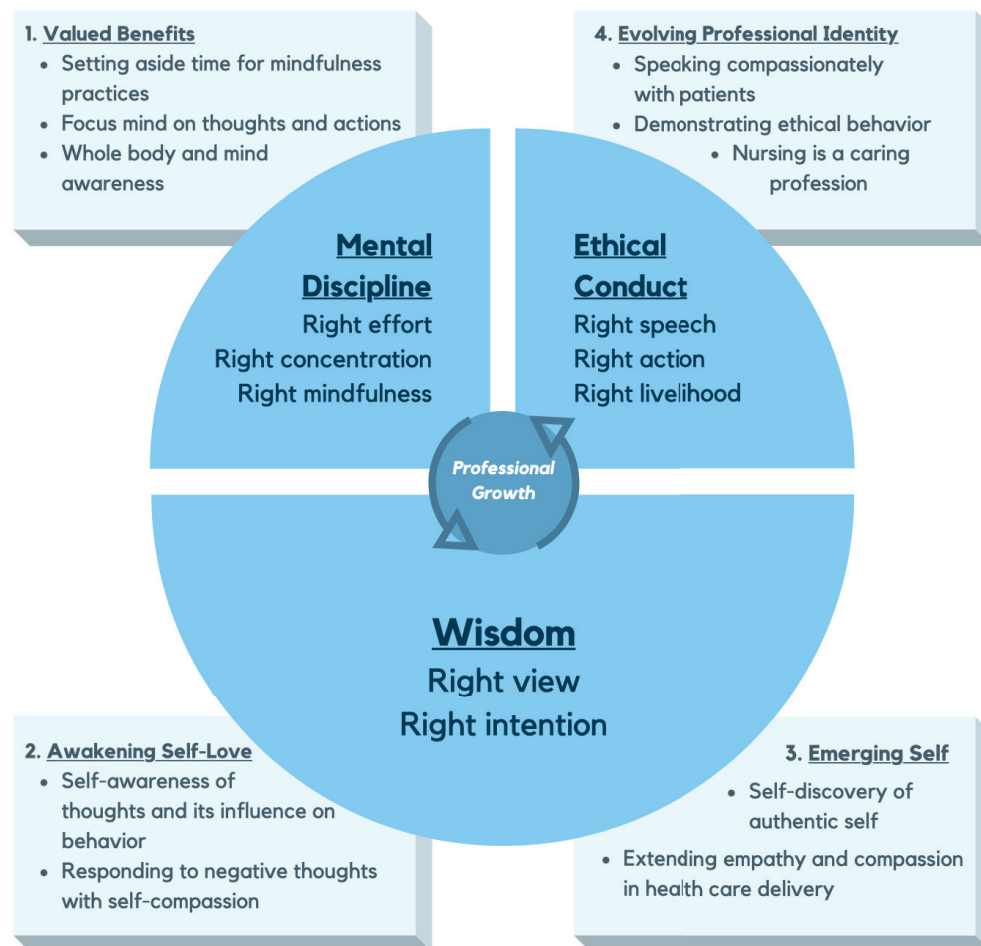 1. Valued Benefits
• Setting aside time for mindfulness
practices
• Focus mind on thoughts and actions
• Whole body and mind
awareness
4. Evolving Professional Identity
• Speaking compassionately
with patients
• Demonstrating ethical behavior
• Nursing is a caring
profession
Mental
Discipline
Right effort
Right concentration
Right mindfulness
Ethical
Conduct
Right speech
Right action
Right livelihood
Professional
Growth
Wisdom
Right view
Right intention
2. Awakening Self-Love
• Self-awareness of
thoughts and its influence on
behavior
• Responding to negative thoughts
with self-compassion
3. Emerging Self
• Self-discovery of
authentic self
• Extending empathy and compassion
in health care delivery